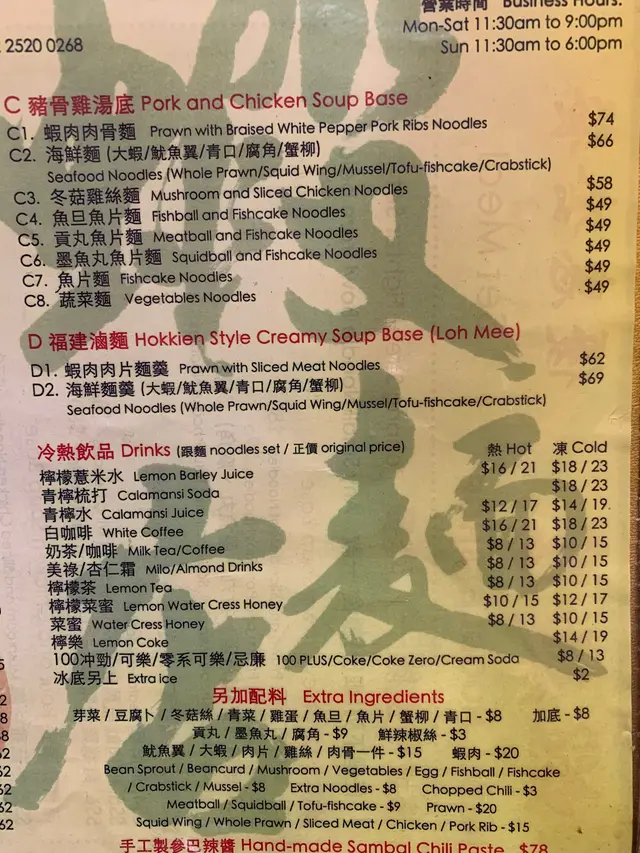 營業時間 Business Hours:
Mon-Sat 11:30am to 9:00pm
2520 0268
Sun 11:30am to 6:00pm
C 豬骨雞湯底 Pork and Chicken Soup Base
C1. 蝦肉肉骨麵 Prawn with Braised White Pepper Pork Ribs Noodles $74
C2. 海鮮麵 (大蝦/魷魚翼/青口/腐角/蟹柳) $66
Seafood Noodles (Whole Prawn/Squid Wing/Mussel/Tofu-fishcake/Crabstick)
C3. 冬菇雞絲麵 Mushroom and Sliced Chicken Noodles $58
C4. 魚旦魚片麵 Fishball and Fishcake Noodles $49
C5. 貢丸魚片麵 Meatball and Fishcake Noodles $49
C6. 墨魚丸魚片麵 Squidball and Fishcake Noodles $49
C7. 魚片麵 Fishcake Noodles $49
C8. 蔬菜麵 Vegetables Noodles $49
D 福建滷麵 Hokkien Style Creamy Soup Base (Loh Mee)
D1. 蝦肉肉片麵羹 Prawn with Sliced Meat Noodles $62
D2. 海鮮麵羹 (大蝦/魷魚翼/青口/腐角/蟹柳) $69
Seafood Noodles (Whole Prawn/Squid Wing/Mussel/Tofu-fishcake/Crabstick)
冷熱飲品 Drinks (跟麵 noodles set / 正價 original price) 熱 Hot 凍 Cold
檸檬薏米水 Lemon Barley Juice $16 / 21 $18 / 23
青檸梳打 Calamansi Soda $18 / 23
青檸水 Calamansi Juice $12 / 17 $14 / 19
白咖啡 White Coffee $16 / 21 $18 / 23
奶茶/咖啡 Milk Tea/Coffee $8 / 13 $10 / 15
美祿/杏仁霜 Milo/Almond Drinks $8 / 13 $10 / 15
檸檬茶 Lemon Tea $8 / 13 $10 / 15
檸檬菜蜜 Lemon Water Cress Honey $10 / 15 $12 / 17
菜蜜 Water Cress Honey $8 / 13 $10 / 15
檸樂 Lemon Coke $14 / 19
100冲勁/可樂/零系可樂/忌廉 100 PLUS/Coke/Coke Zero/Cream Soda $8 / 13
冰底另上 Extra Ice $2
另加配料 Extra Ingredients
芽菜 / 豆腐卜 / 冬菇絲 / 青菜 / 雞蛋 / 魚旦 / 魚片 / 蟹柳 / 青口 - $8 加底 - $8
貢丸 / 墨魚丸 / 腐角 - $9 鮮辣椒絲 - $3
魷魚翼 / 大蝦 / 肉片 / 雞絲 / 肉骨一件 - $15 蝦肉 - $20
Bean Sprout / Beancurd / Mushroom / Vegetables / Egg / Fishball / Fishcake
/ Crabstick / Mussel - $8 Extra Noodles - $8 Chopped Chili - $3
Meatball / Squidball / Tofu-fishcake - $9 Prawn - $20
Squid Wing / Whole Prawn / Sliced Meat / Chicken / Pork Rib - $15
手工製參巴辣醬 Hand-made Sambal Chili Paste $78